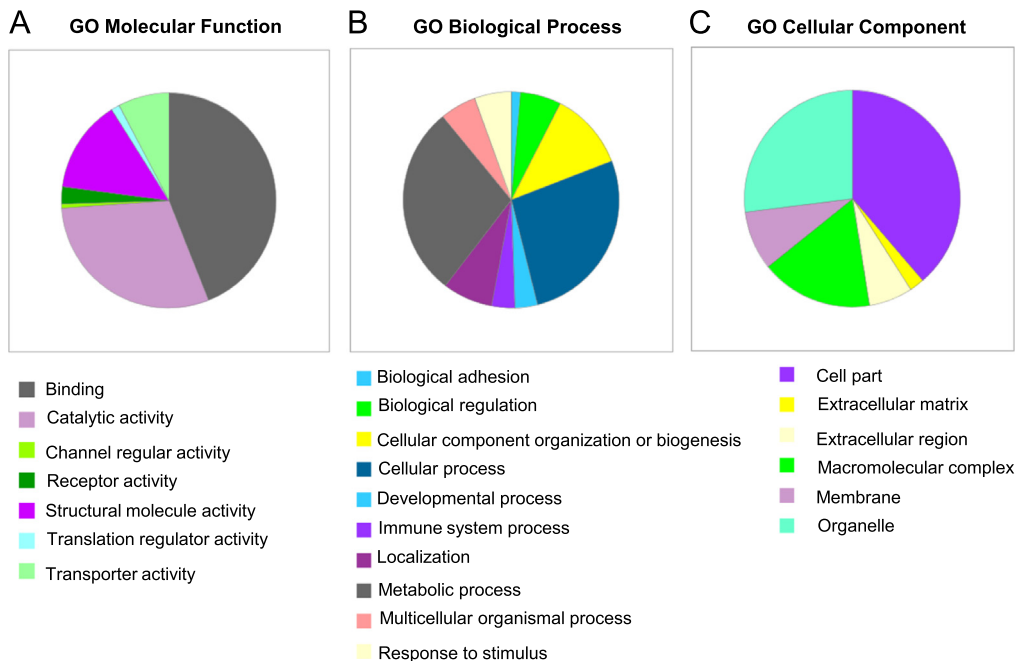 A GO Molecular Function
B GO Biological Process
C GO Cellular Component
Binding
Catalytic activity
Channel regular activity
Receptor activity
Structural molecule activity
Translation regulator activity
Transporter activity
Biological adhesion
Biological regulation
Cellular component organization or biogenesis
Cellular process
Developmental process
Immune system process
Localization
Metabolic process
Multicellular organismal process
Response to stimulus
Cell part
Extracellular matrix
Extracellular region
Macromolecular complex
Membrane
Organelle